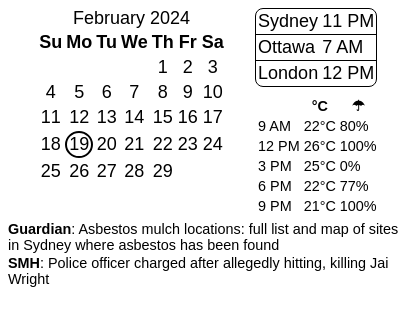 February 2024
Su Mo Tu We Th Fr Sa
1 2 3
4 5 6 7 8 9 10
11 12 13 14 15 16 17
18 19 20 21 22 23 24
25 26 27 28 29
Sydney 11 PM
Ottawa 7 AM
London 12 PM
°C ☂
9 AM 22°C 80%
12 PM 26°C 100%
3 PM 25°C 0%
6 PM 22°C 77%
9 PM 21°C 100%
Guardian: Asbestos mulch locations: full list and map of sites
in Sydney where asbestos has been found
SMH: Police officer charged after allegedly hitting, killing Jai
Wright